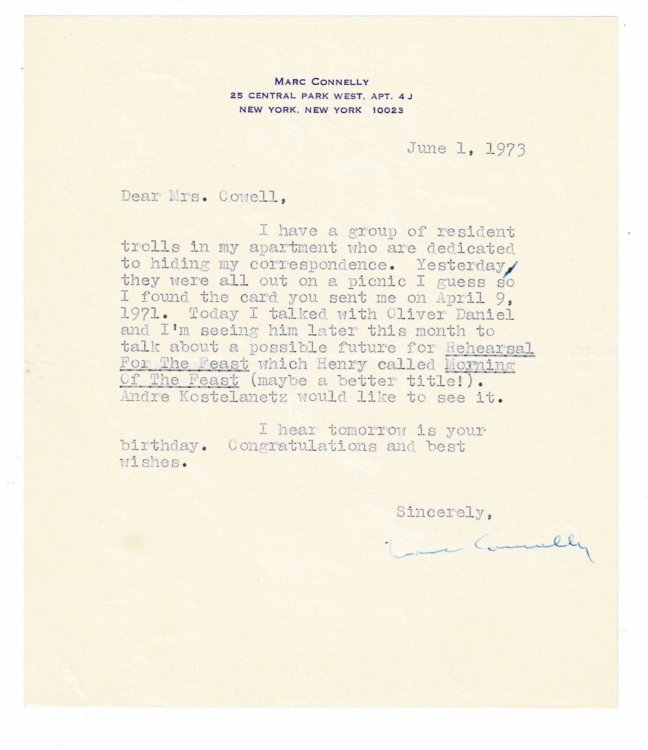 MARC CONNELLY
25 CENTRAL PARK WEST, APT. 4J
NEW YORK, NEW YORK 10023
June 1, 1973
Dear Mrs. Cowell,
I have a group of resident
trolls in my apartment who are dedicated
to hiding my correspondence. Yesterday,
they were all out on a picnic I guess so
I found the card you sent me on April 9,
1971. Today I talked with Oliver Daniel
and I'm seeing him later this month to
talk about a possible future for Rehearsal
For The Feast which Henry called Morning
Of The Feast (maybe a better title!).
Andre Kostelanetz would like to see it.
I hear tomorrow is your
birthday. Congratulations and best
wishes.
Sincerely,
Marc Connelly